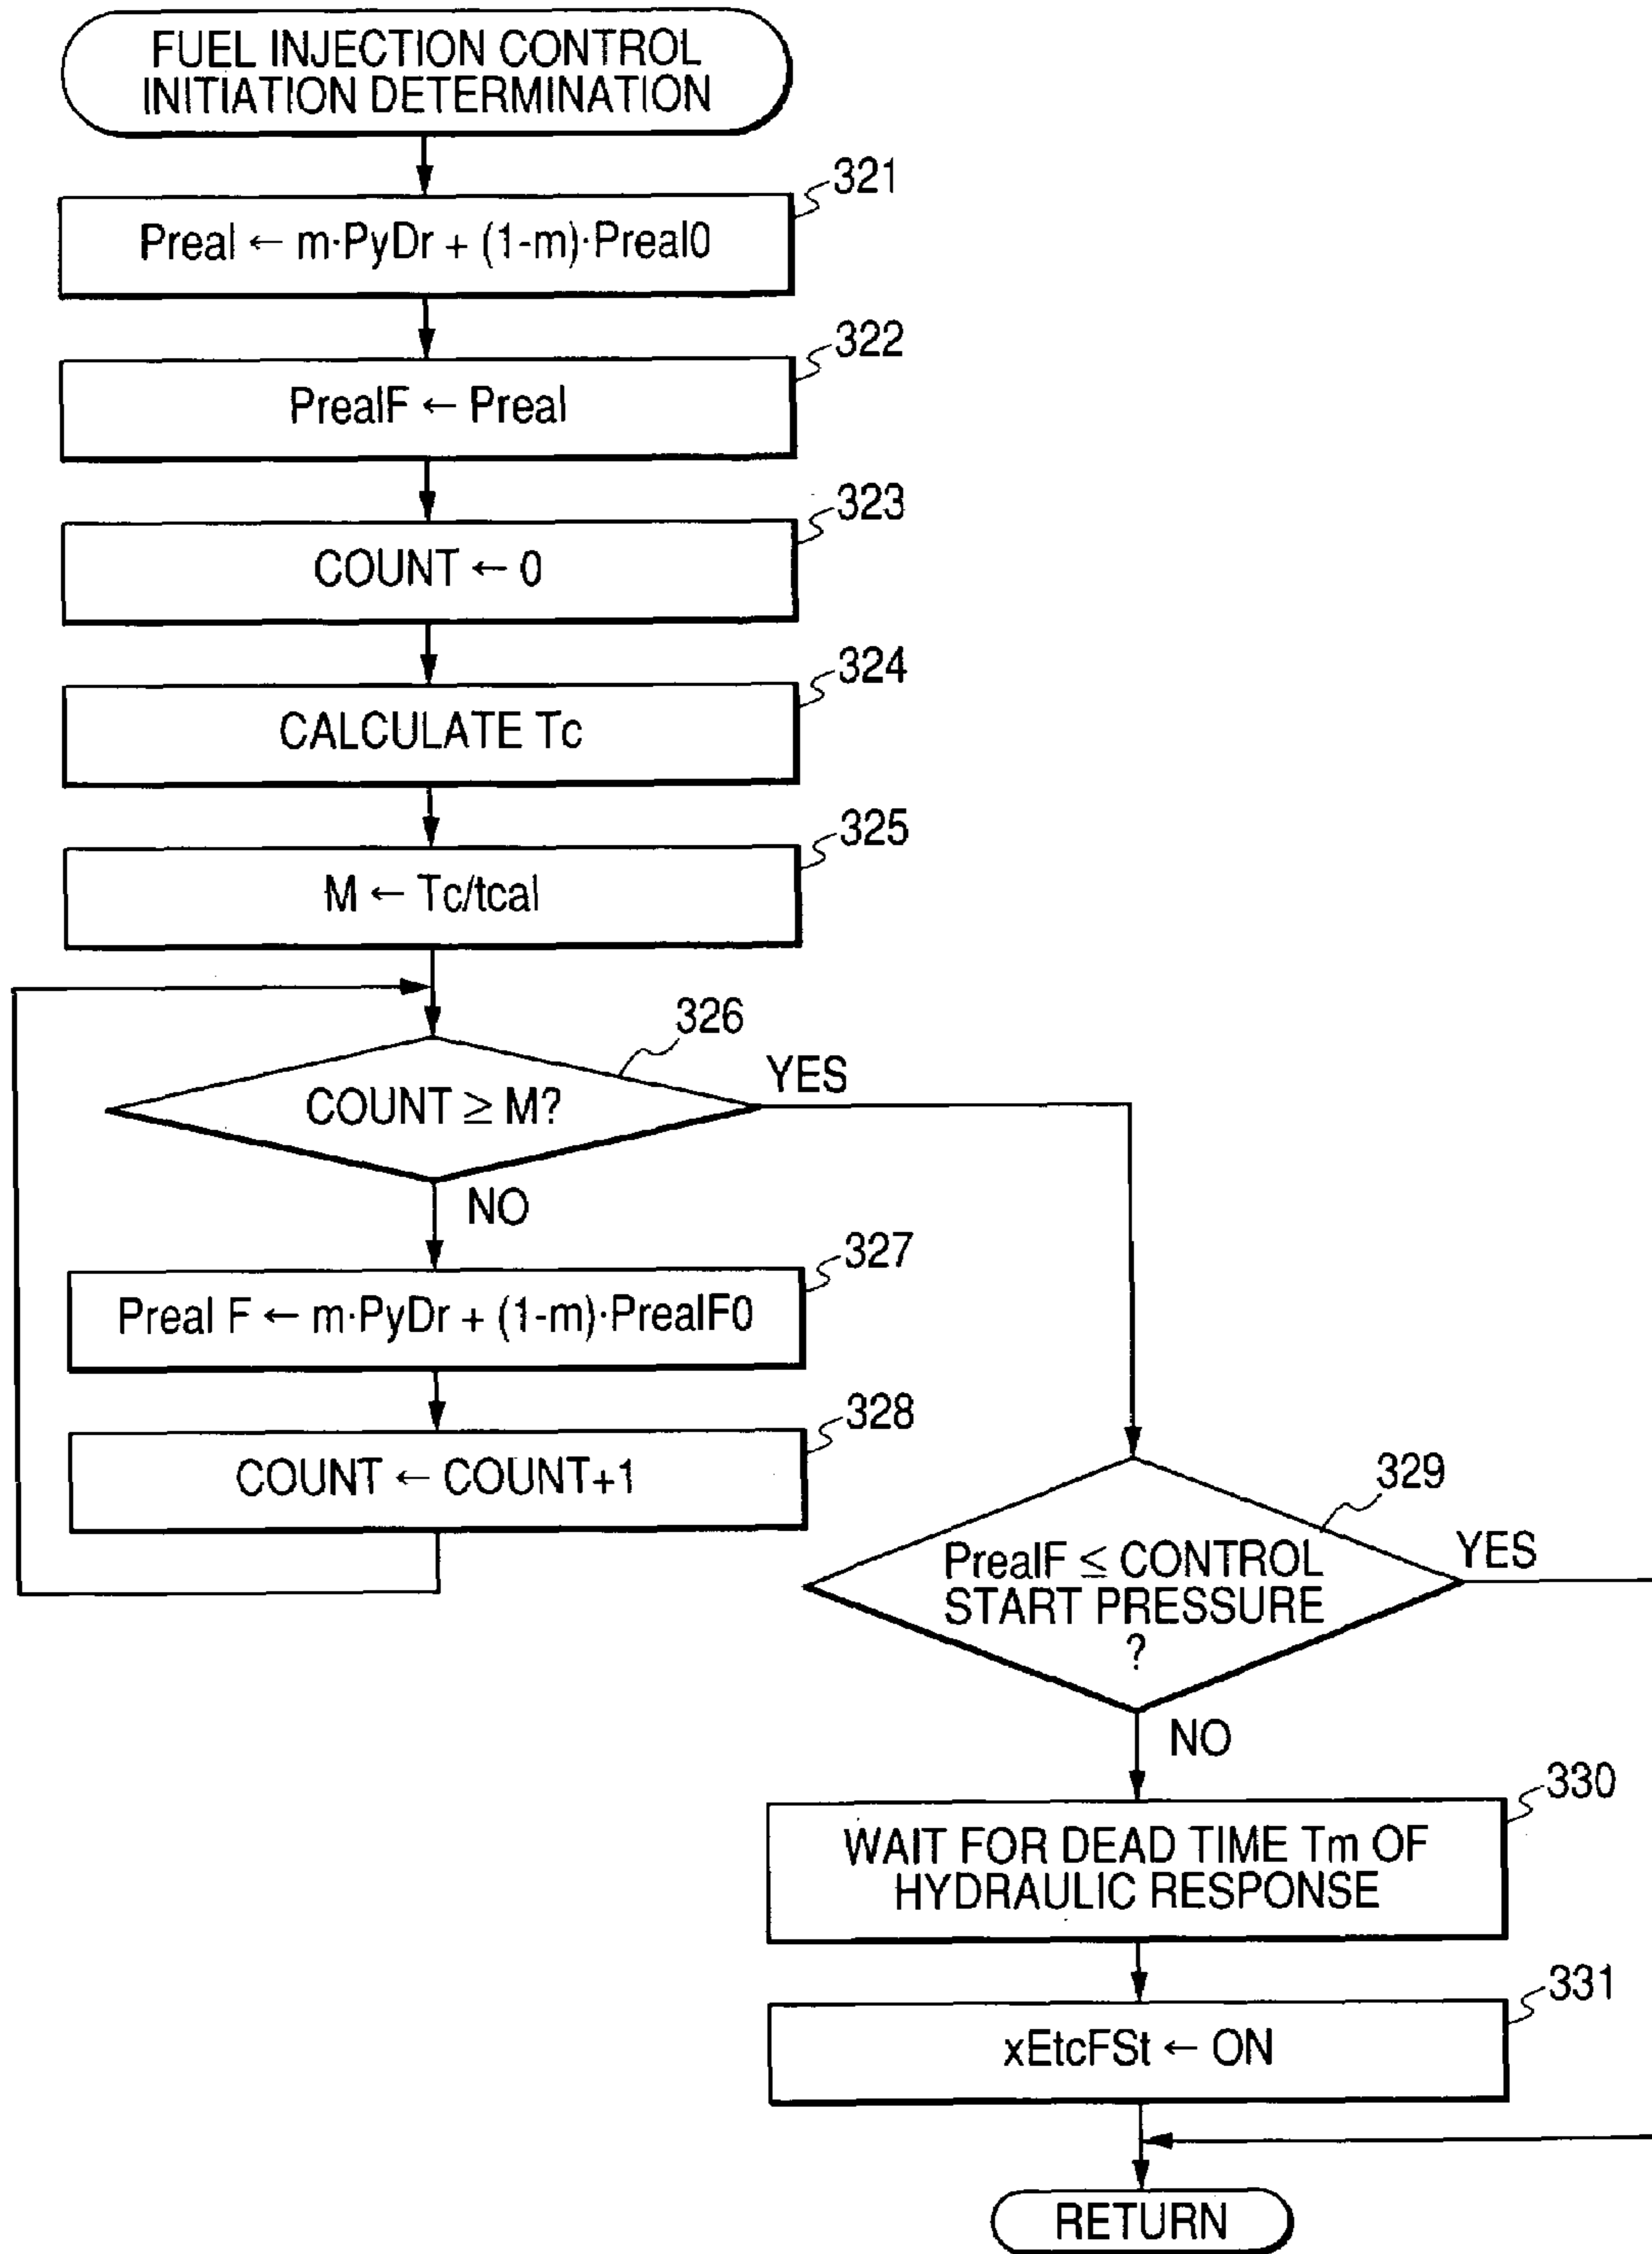 FUEL INJECTION CONTROL
INITIATION DETERMINATION
321
Preal ← m·PyDr + (1-m)·Preal0
322
PrealF ← Preal
323
COUNT ← 0
324
CALCULATE Tc
325
M ← Tc/tcal
326
COUNT ≥ M?
YES
NO
327
Preal F ← m·PyDr + (1-m)·PrealF0
328
COUNT ← COUNT+1
329
PrealF ≤ CONTROL
START PRESSURE
?
YES
NO
330
WAIT FOR DEAD TIME Tm OF
HYDRAULIC RESPONSE
331
xEtcFSt ← ON
RETURN